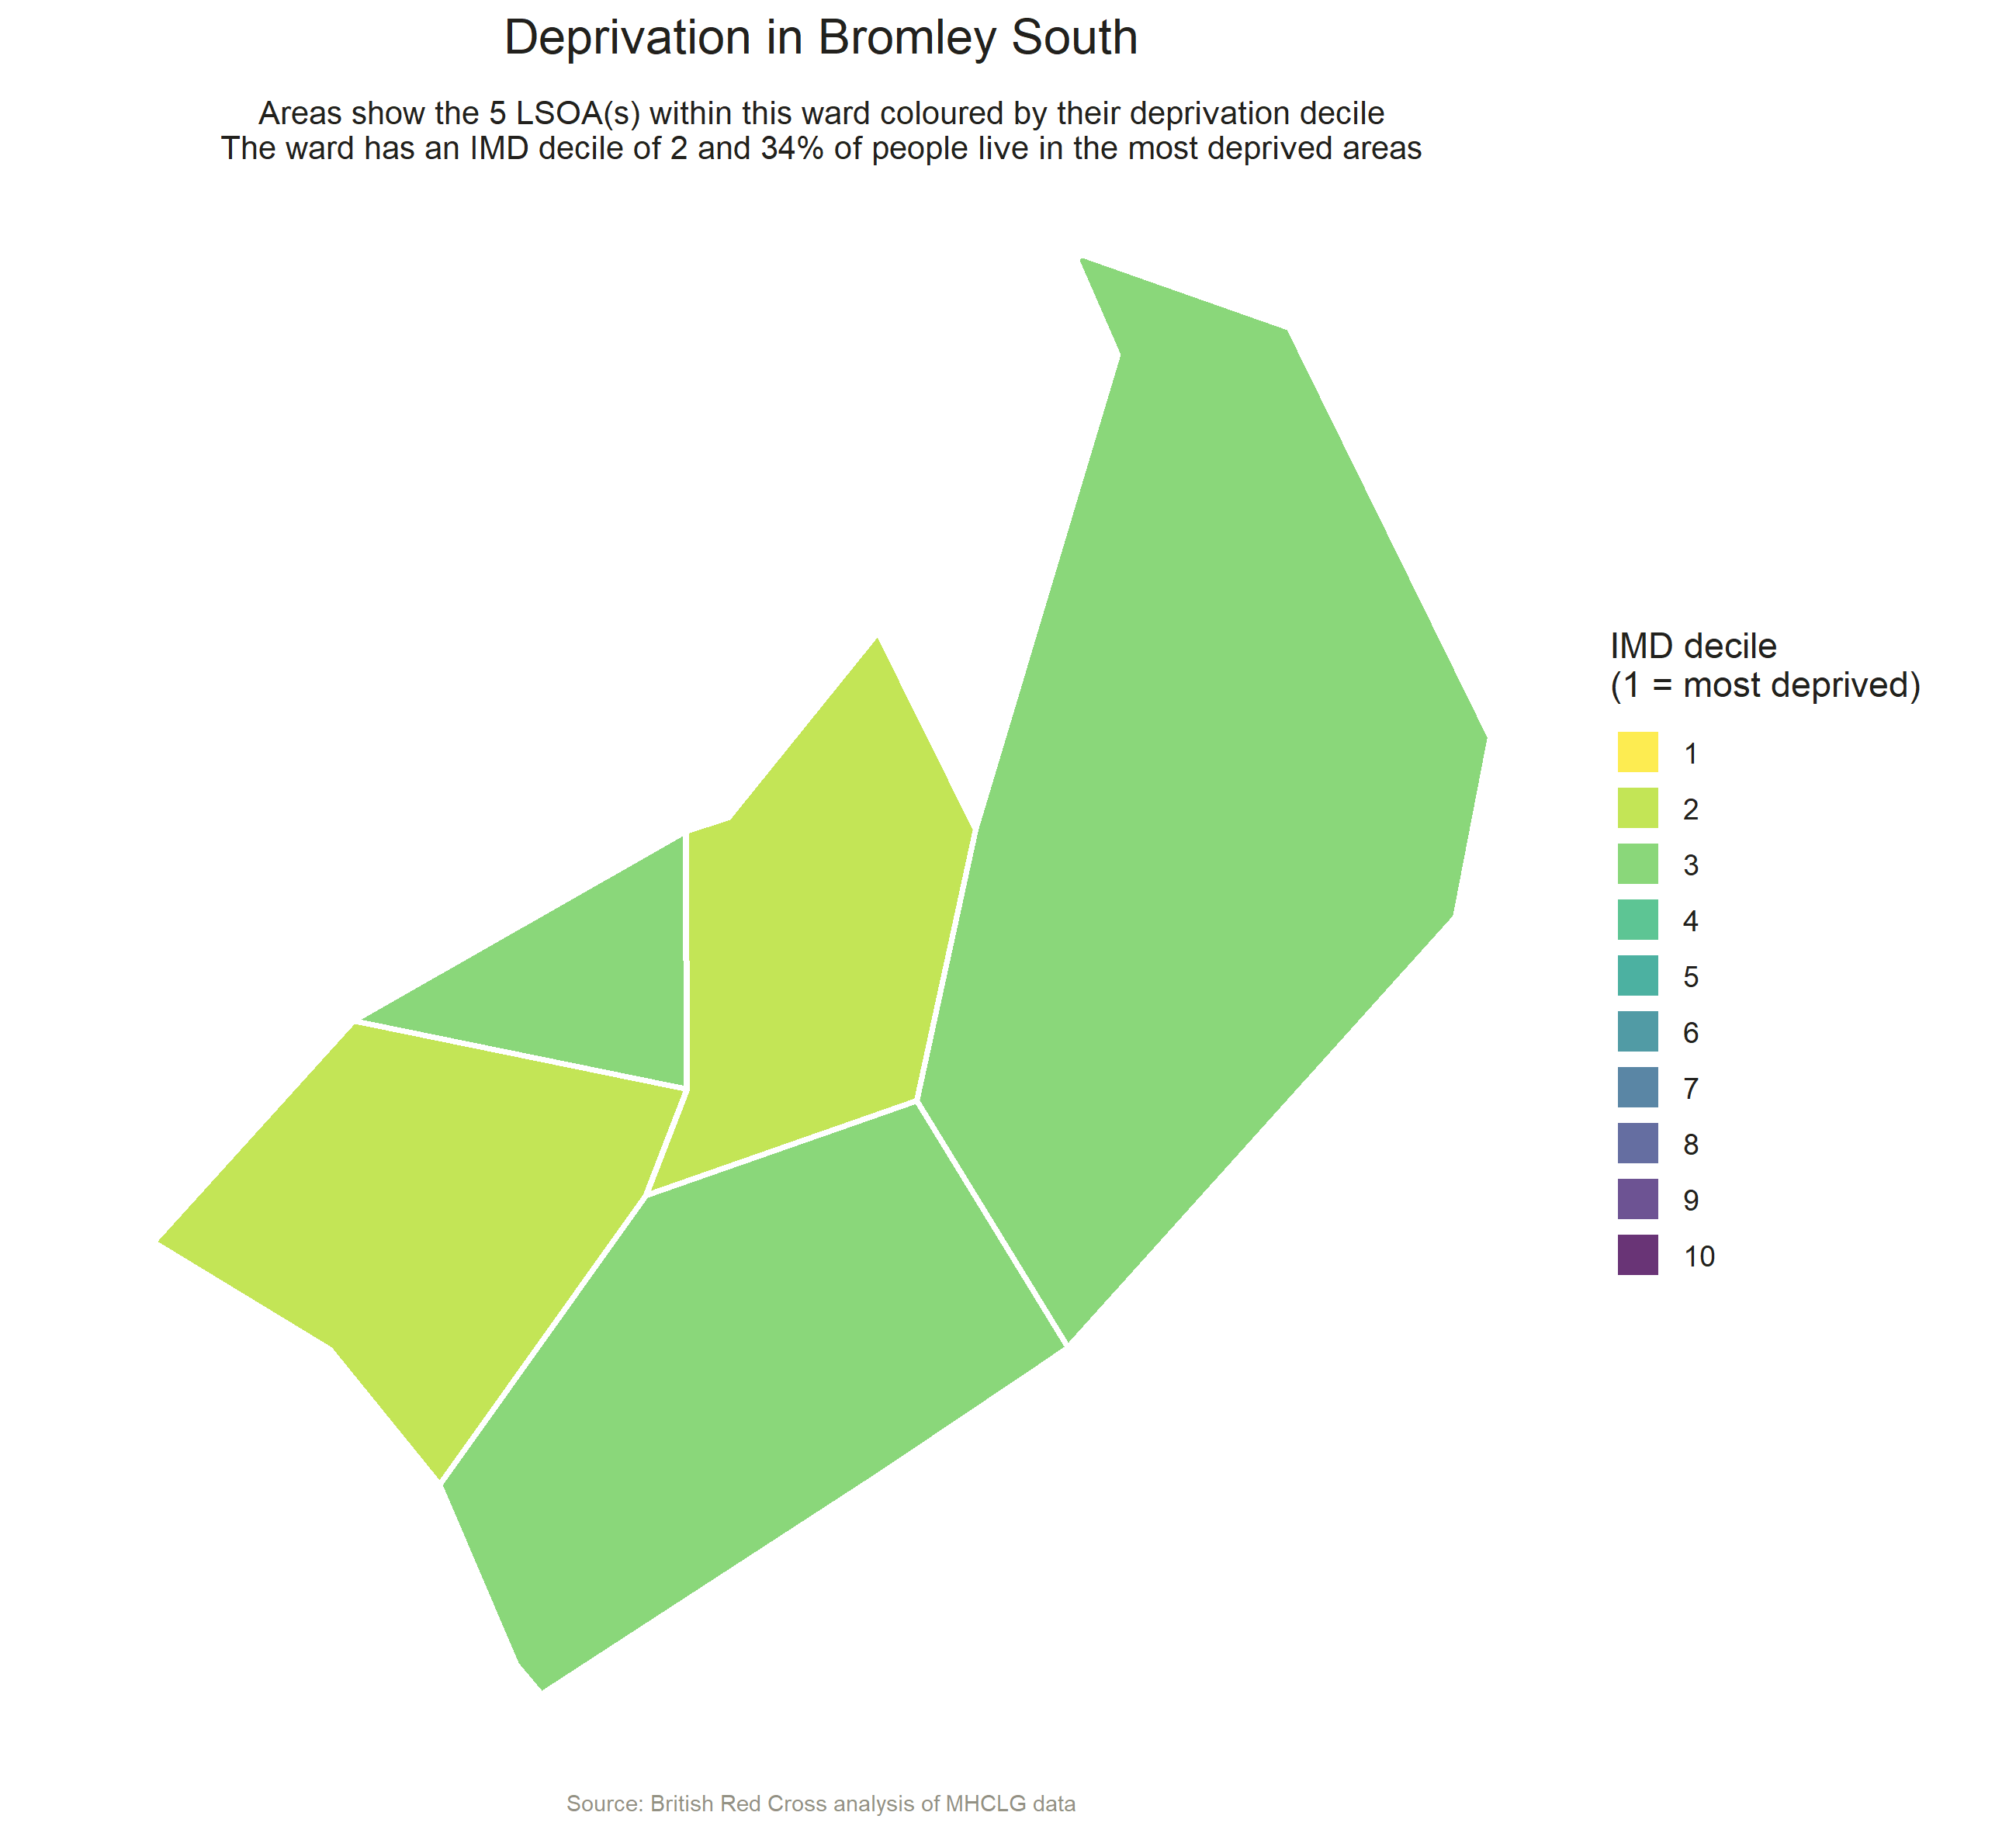 Deprivation in Bromley South
Areas show the 5 LSOA(s) within this ward coloured by their deprivation decile
The ward has an IMD decile of 2 and 34% of people live in the most deprived areas
IMD decile
(1 = most deprived)
1
2
3
4
5
6
7
8
9
10
Source: British Red Cross analysis of MHCLG data